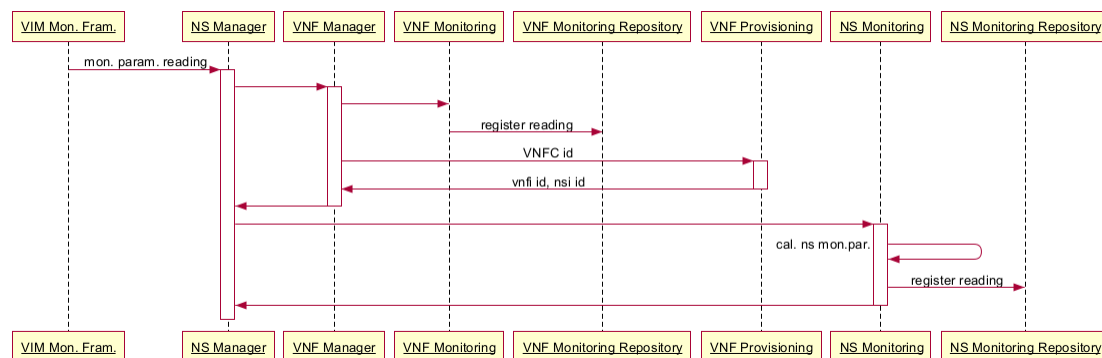 VIM Mon. Fram. NS Manager VNF Manager VNF Monitoring VNF Monitoring Repository VNF Provisioning NS Monitoring NS Monitoring Repository
mon. param. reading
register reading
VNFC id
vnfi id, nsi id
cal. ns mon.par.
register reading
VIM Mon. Fram. NS Manager VNF Manager VNF Monitoring VNF Monitoring Repository VNF Provisioning NS Monitoring NS Monitoring Repository